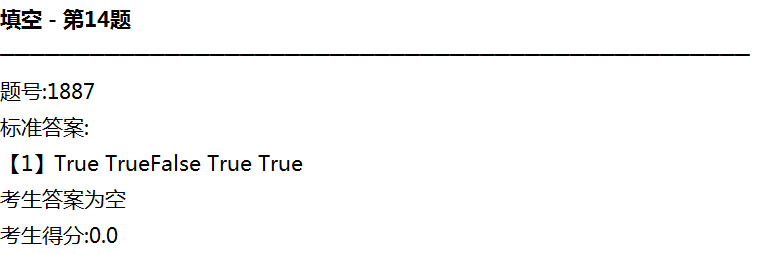 填空 - 第14题
题号:1887
标准答案:
【1】True TrueFalse True True
考生答案为空
考生得分:0.0